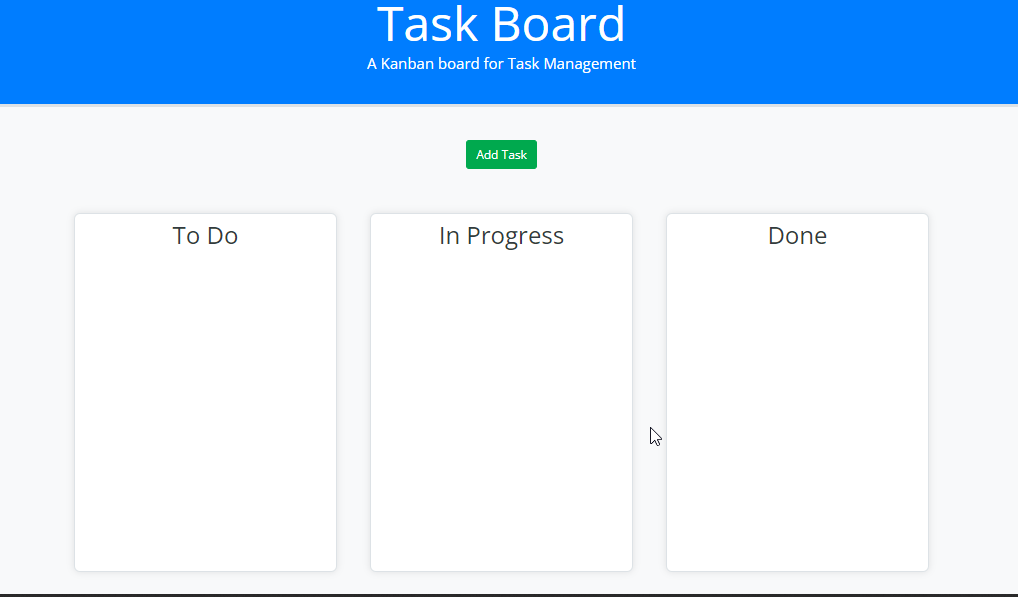 Task Board
A Kanban board for Task Management
Add Task
To Do
In Progress
Done